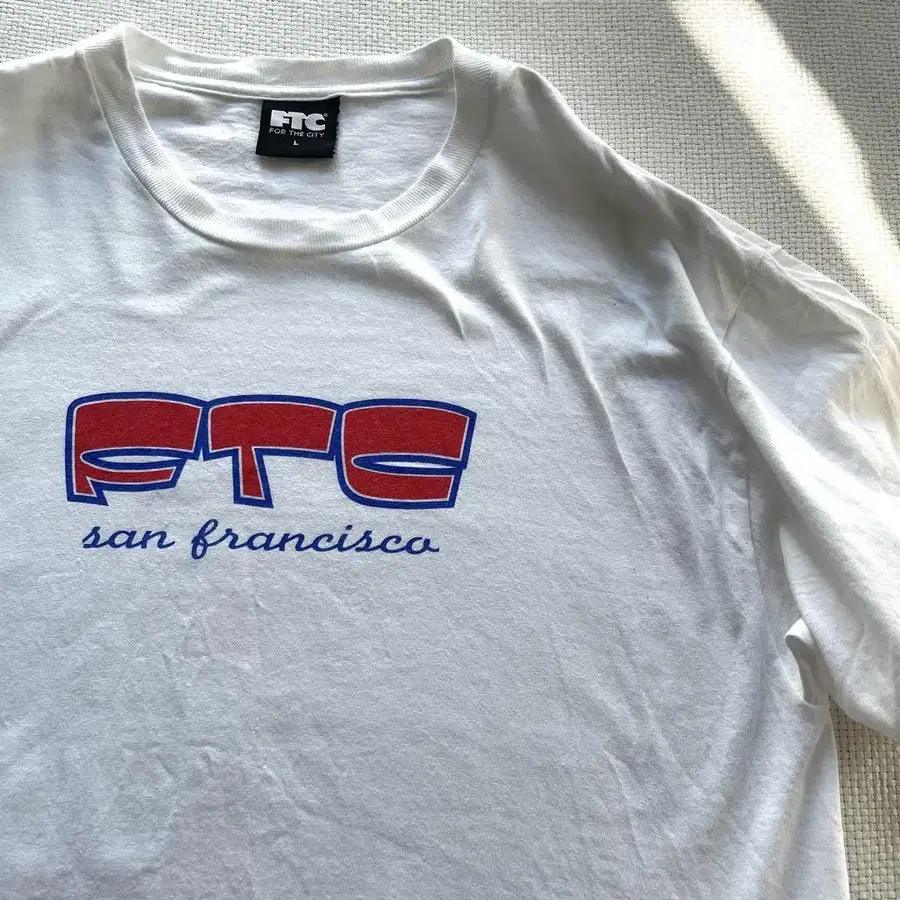 FTC
FOR THE CITY
L
FTC
san francisco